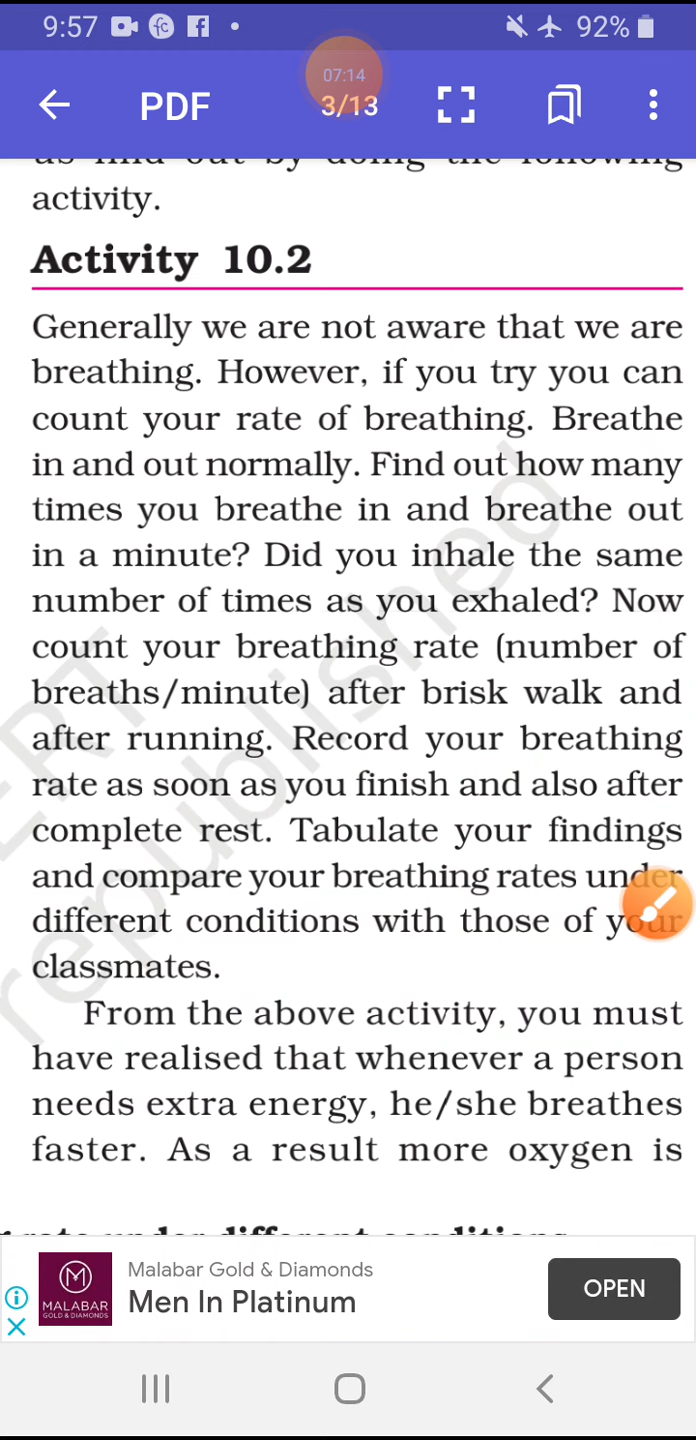 9:57 fc f 92%
07:14
PDF 3/13
activity.
Activity 10.2
Generally we are not aware that we are
breathing. However, if you try you can
count your rate of breathing. Breathe
in and out normally. Find out how many
times you breathe in and breathe out
in a minute? Did you inhale the same
number of times as you exhaled? Now
count your breathing rate (number of
breaths/minute) after brisk walk and
after running. Record your breathing
rate as soon as you finish and also after
complete rest. Tabulate your findings
and compare your breathing rates under
different conditions with those of your
classmates.
From the above activity, you must
have realised that whenever a person
needs extra energy, he/she breathes
faster. As a result more oxygen is
republished
Malabar Gold & Diamonds
Men In Platinum
OPEN
MALABAR
GOLD & DIAMONDS